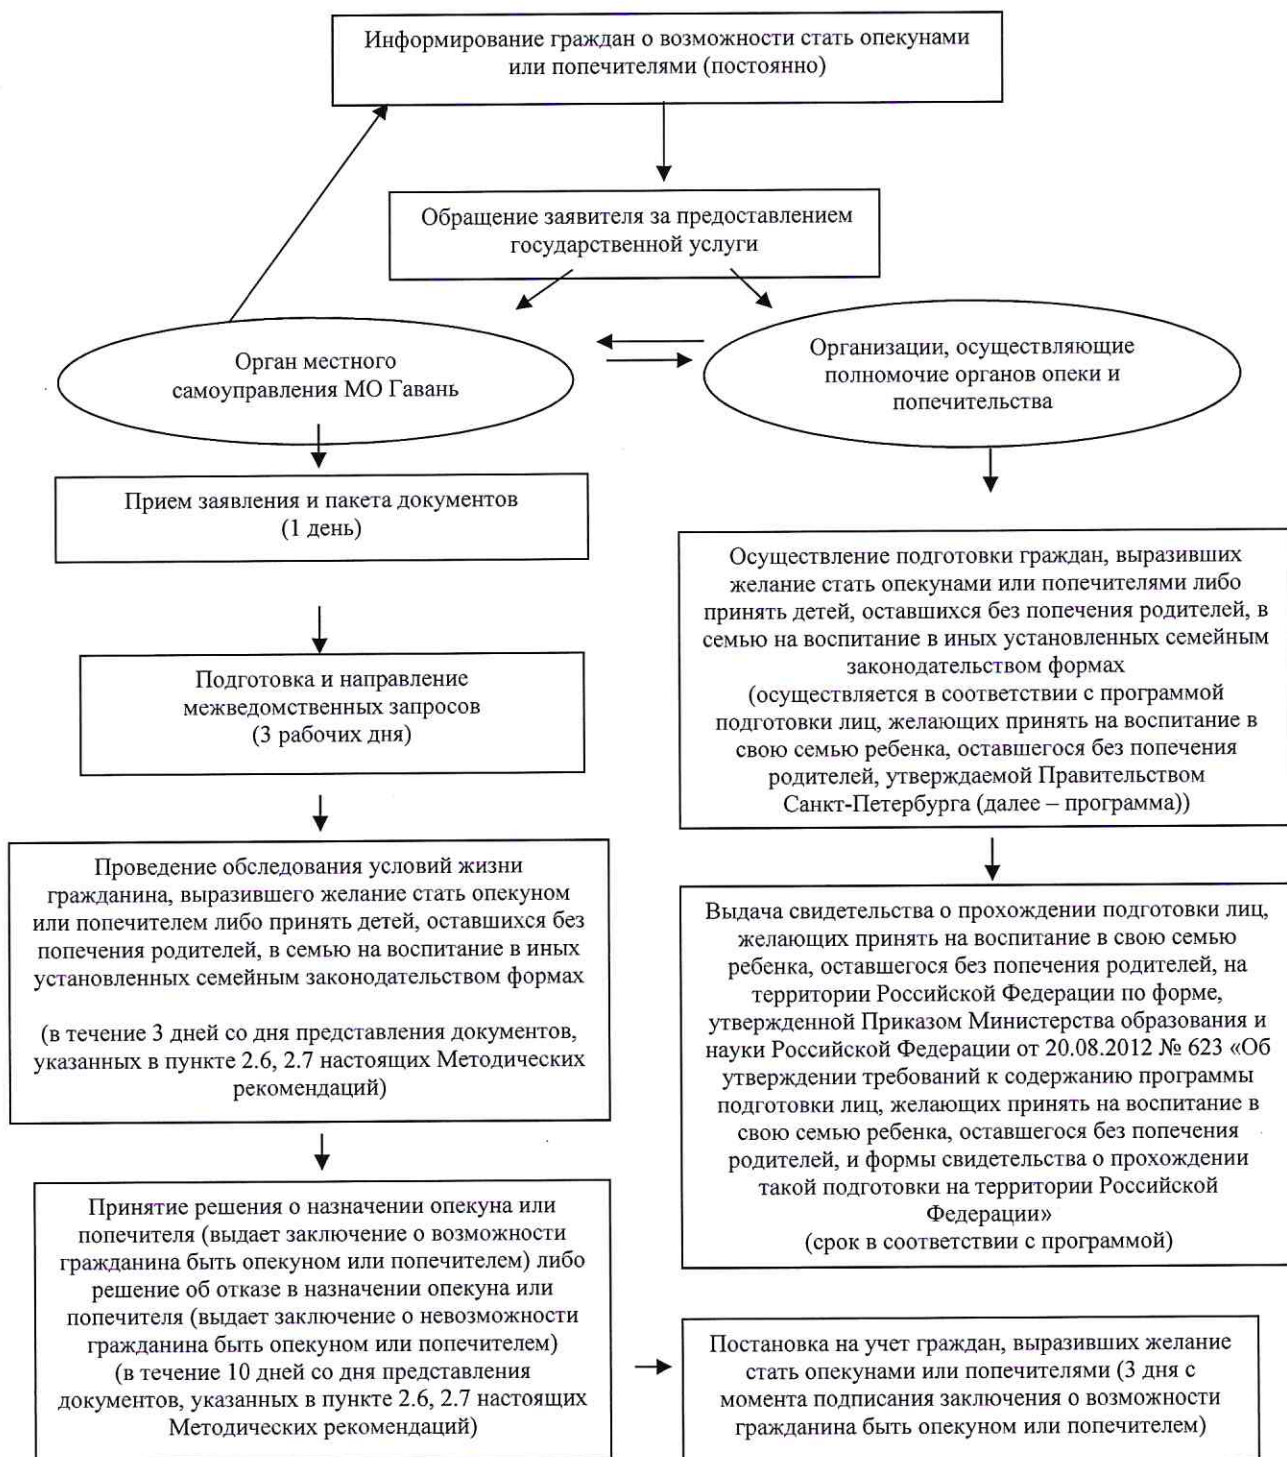 Информирование граждан о возможности стать опекунами
или попечителями (постоянно)
Обращение заявителя за предоставлением
государственной услуги
Орган местного
самоуправления МО Гавань
Организации, осуществляющие
полномочие органов опеки и
попечительства
Прием заявления и пакета документов
(1 день)
Подготовка и направление
межведомственных запросов
(3 рабочих дня)
Проведение обследования условий жизни
гражданина, выразившего желание стать опекуном
или попечителем либо принять детей, оставшихся без
попечения родителей, в семью на воспитание в иных
установленных семейным законодательством формах
(в течение 3 дней со дня представления документов,
указанных в пункте 2.6, 2.7 настоящих Методических
рекомендаций)
Принятие решения о назначении опекуна или
попечителя (выдает заключение о возможности
гражданина быть опекуном или попечителем) либо
решение об отказе в назначении опекуна или
попечителя (выдает заключение о невозможности
гражданина быть опекуном или попечителем)
(в течение 10 дней со дня представления
документов, указанных в пункте 2.6, 2.7 настоящих
Методических рекомендаций)
Осуществление подготовки граждан, выразивших
желание стать опекунами или попечителями либо
принять детей, оставшихся без попечения родителей, в
семью на воспитание в иных установленных семейным
законодательством формах
(осуществляется в соответствии с программой
подготовки лиц, желающих принять на воспитание в
свою семью ребенка, оставшегося без попечения
родителей, утверждаемой Правительством
Санкт-Петербурга (далее – программа))
Выдача свидетельства о прохождении подготовки лиц,
желающих принять на воспитание в свою семью
ребенка, оставшегося без попечения родителей, на
территории Российской Федерации по форме,
утвержденной Приказом Министерства образования и
науки Российской Федерации от 20.08.2012 № 623 «Об
утверждении требований к содержанию программы
подготовки лиц, желающих принять на воспитание в
свою семью ребенка, оставшегося без попечения
родителей, и формы свидетельства о прохождении
такой подготовки на территории Российской
Федерации»
(срок в соответствии с программой)
Постановка на учет граждан, выразивших желание
стать опекунами или попечителями (3 дня с
момента подписания заключения о возможности
гражданина быть опекуном или попечителем)